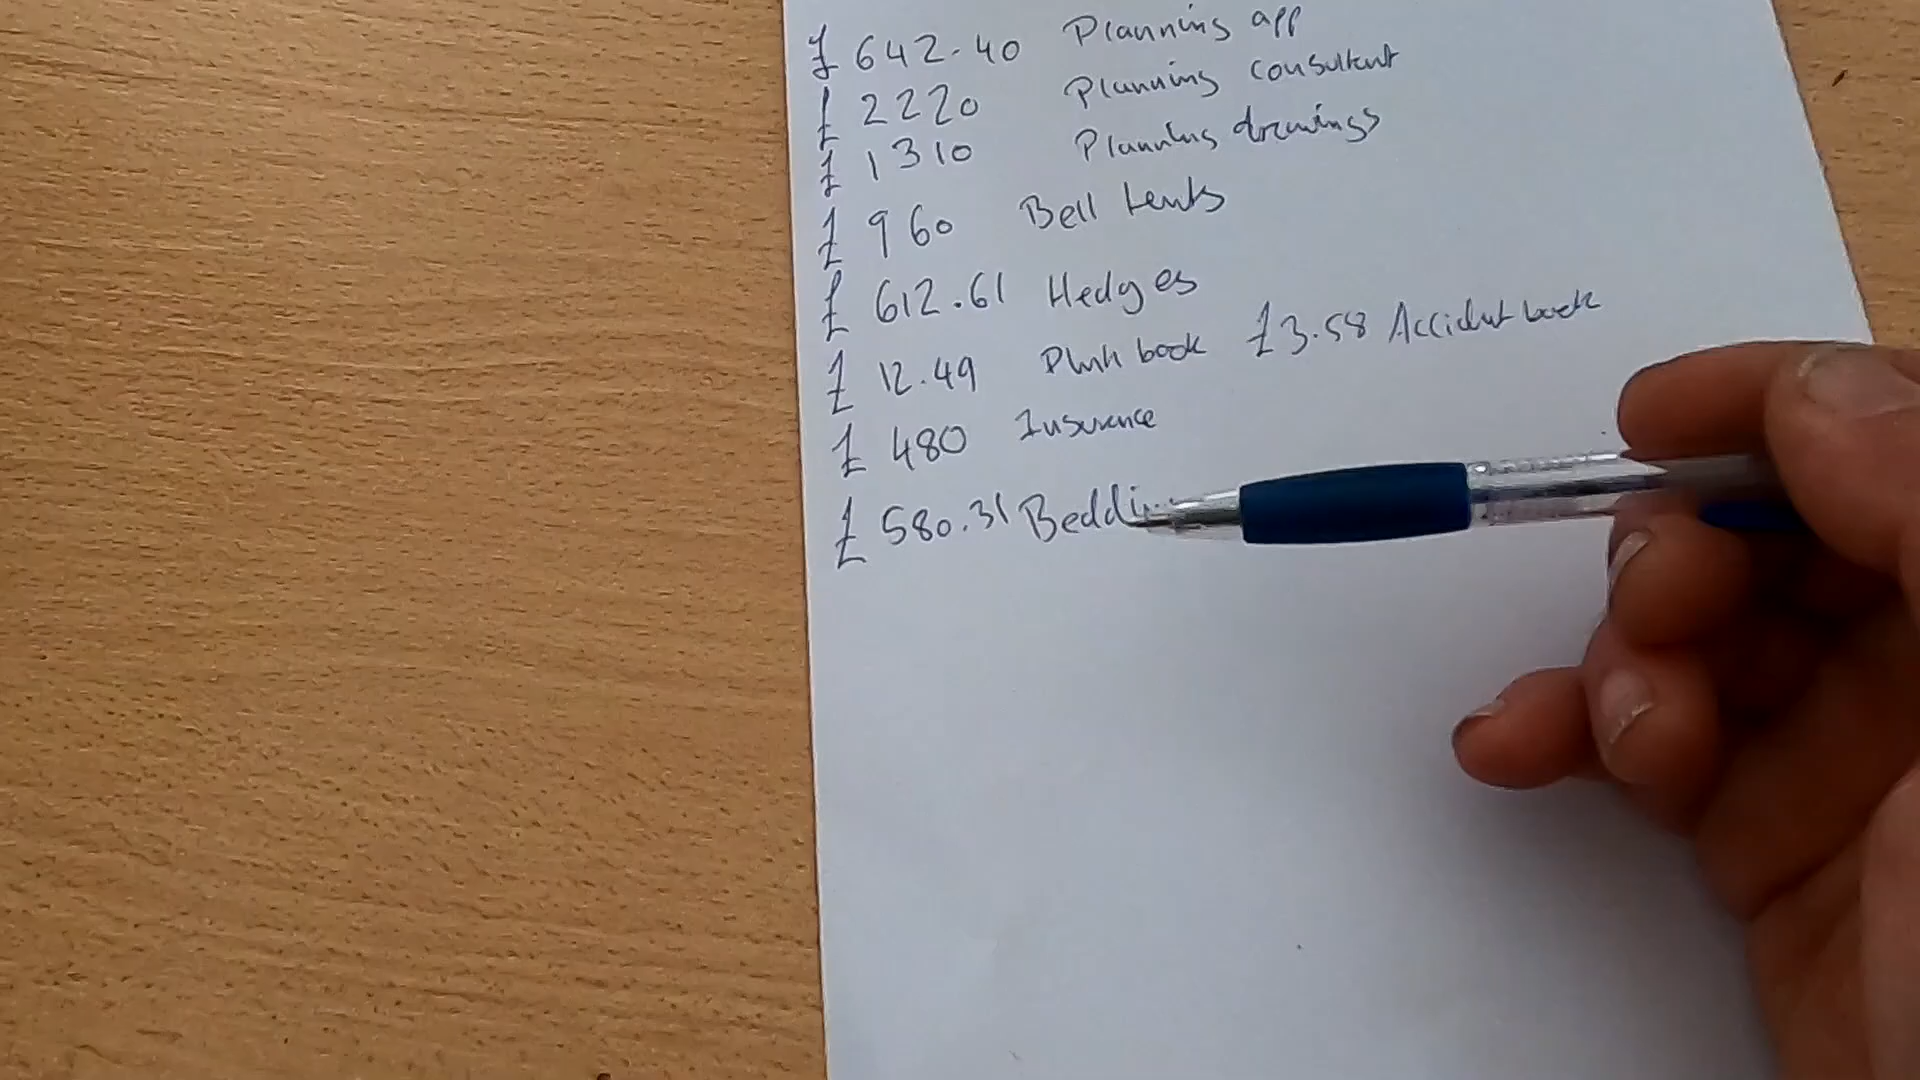 £ 642.40 Planning app
£ 2220 Planning consultant
£ 1310 Planning drawings
£ 960 Bell tents
£ 612.61 Hedges
£ 12.49 book £3.58 Accident book
£ 480 Insurance
£ 580.31 Beddi